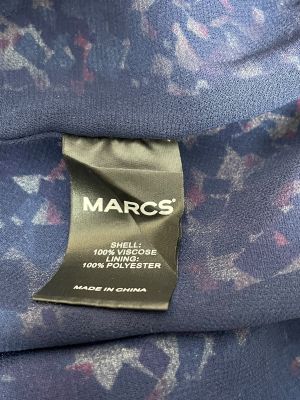 MARCS®
SHELL:
100% VISCOSE
LINING:
100% POLYESTER
MADE IN CHINA